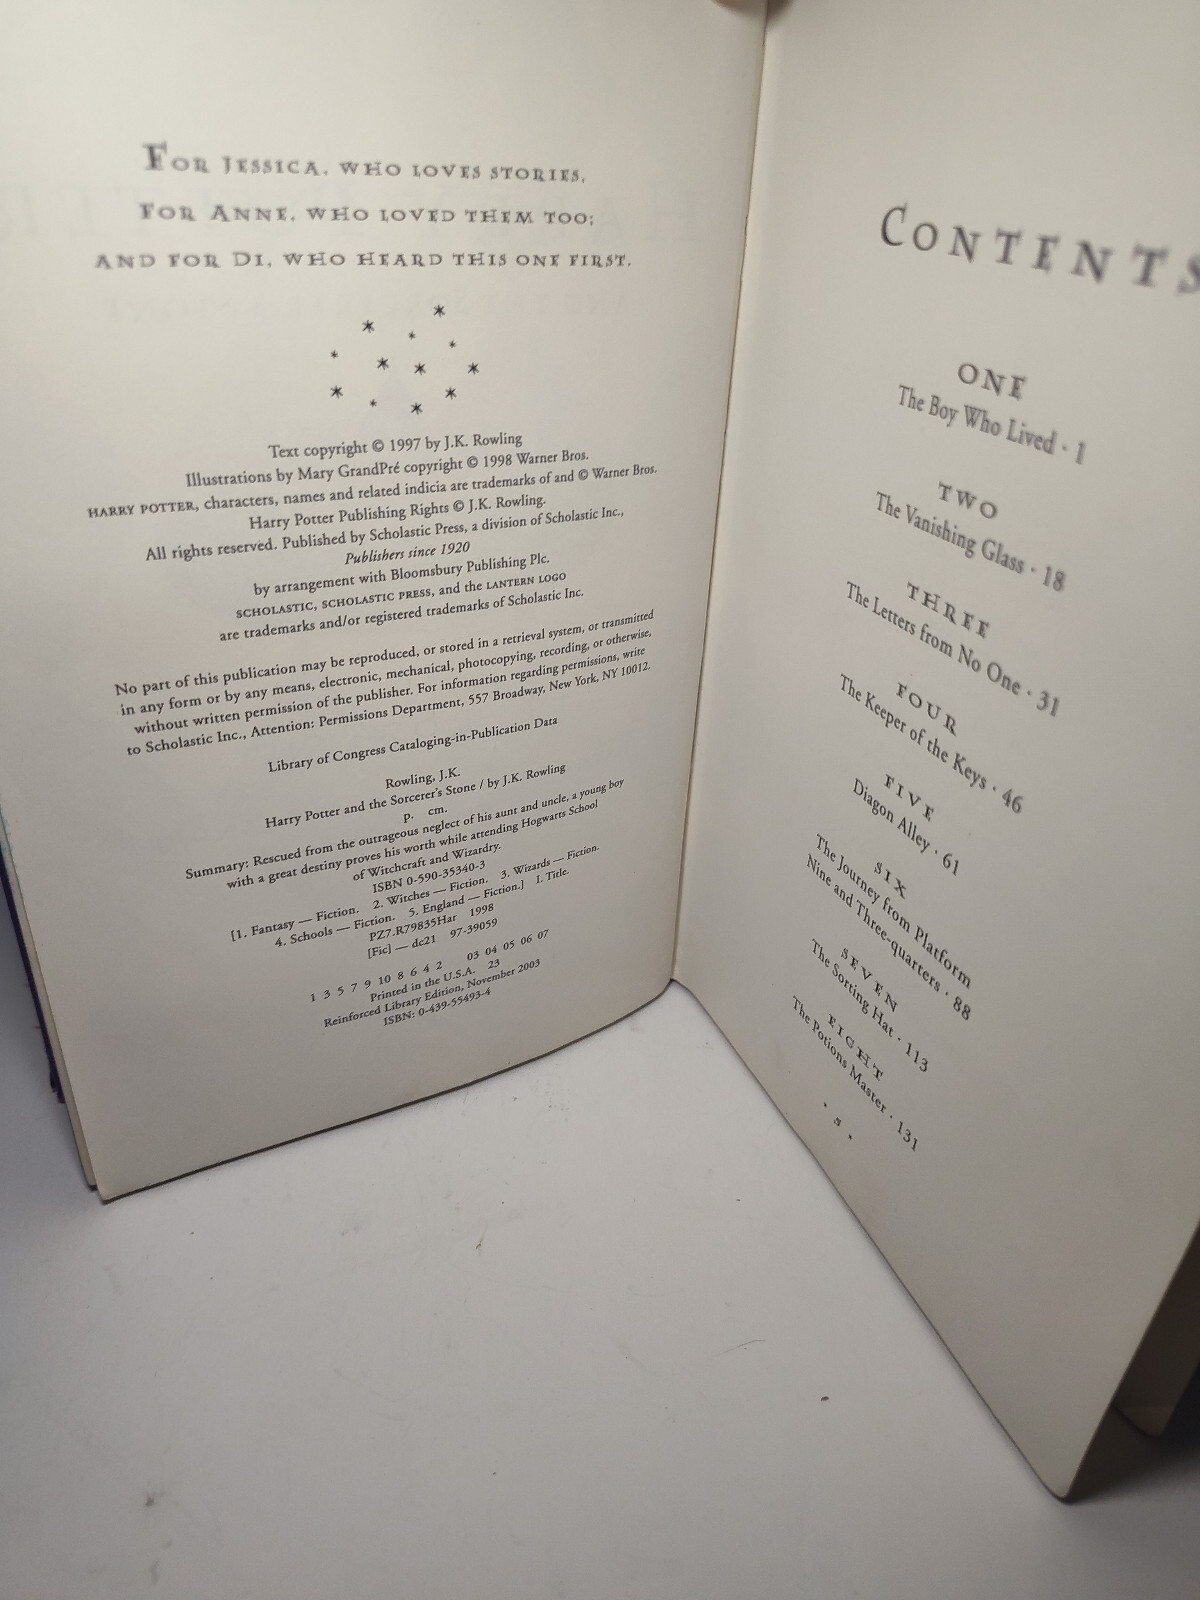 FOR JESSICA, WHO LOVES STORIES,
FOR ANNE, WHO LOVED THEM TOO;
AND FOR DI, WHO HEARD THIS ONE FIRST.
Text copyright © 1997 by J.K. Rowling
Illustrations by Mary GrandPré copyright © 1998 Warner Bros.
HARRY POTTER, characters, names and related indicia are trademarks of and © Warner Bros.
Harry Potter Publishing Rights © J.K. Rowling.
All rights reserved. Published by Scholastic Press, a division of Scholastic Inc.,
Publishers since 1920
by arrangement with Bloomsbury Publishing Plc.
SCHOLASTIC, SCHOLASTIC PRESS, and the LANTERN LOGO
are trademarks and/or registered trademarks of Scholastic Inc.
No part of this publication may be reproduced, or stored in a retrieval system, or transmitted
in any form or by any means, electronic, mechanical, photocopying, recording, or otherwise,
without written permission of the publisher. For information regarding permissions, write
to Scholastic Inc., Attention: Permissions Department, 557 Broadway, New York, NY 10012.
Library of Congress Cataloging-in-Publication Data
Rowling, J.K.
Harry Potter and the Sorcerer's Stone / by J.K. Rowling
p. cm.
Summary: Rescued from the outrageous neglect of his aunt and uncle, a young boy
with a great destiny proves his worth while attending Hogwarts School
of Witchcraft and Wizardry.
ISBN 0-590-35340-3
[1. Fantasy — Fiction. 2. Witches — Fiction. 3. Wizards — Fiction.
4. Schools — Fiction. 5. England — Fiction.] I. Title.
PZ7.R79835Har 1998
[Fic] — dc21 97-39059
1 3 5 7 9 10 8 6 4 2 03 04 05 06 07
Printed in the U.S.A. 23
Reinforced Library Edition, November 2003
ISBN: 0-439-55493-4
CONTENTS
ONE
The Boy Who Lived · 1
TWO
The Vanishing Glass · 18
THREE
The Letters from No One · 31
FOUR
The Keeper of the Keys · 46
FIVE
Diagon Alley · 61
SIX
The Journey from Platform
Nine and Three-quarters · 88
SEVEN
The Sorting Hat · 113
EIGHT
The Potions Master · 131